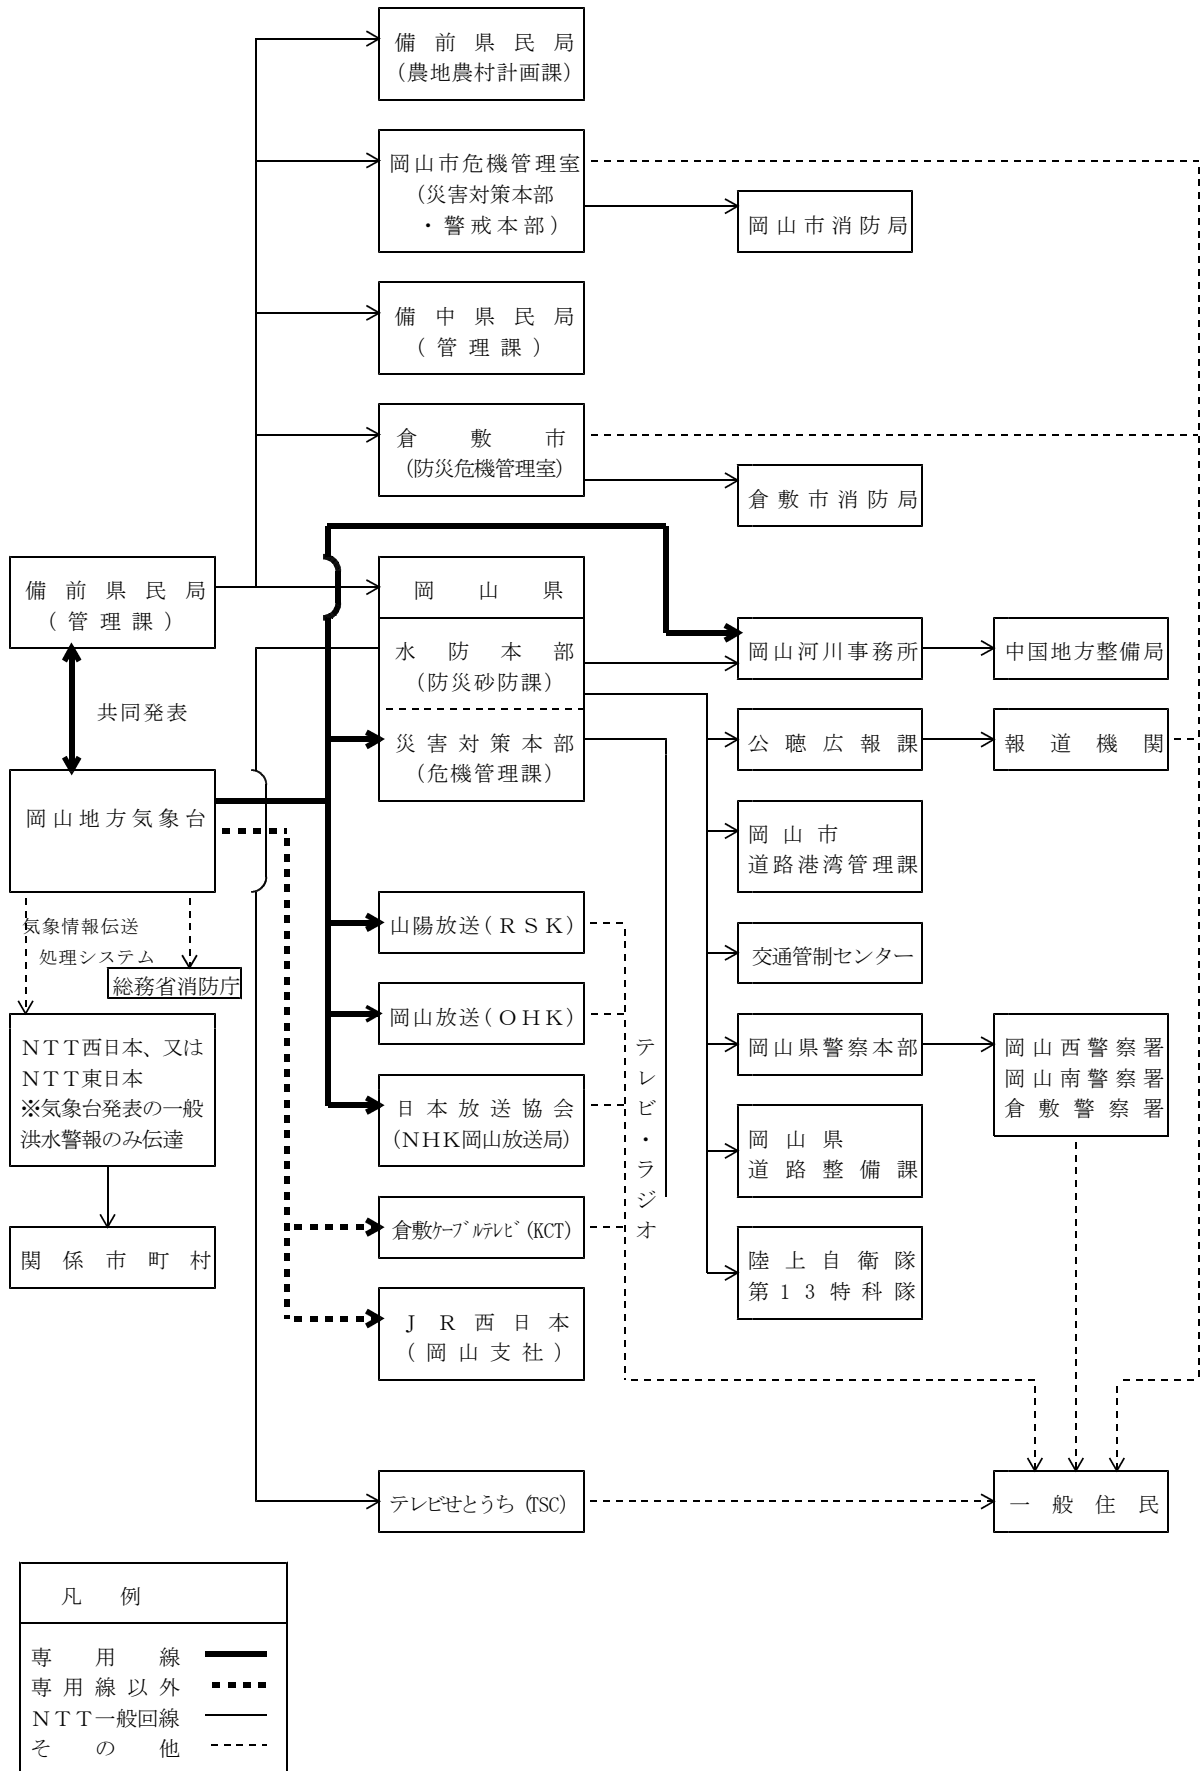 備前県民局
（農地農村計画課）
岡山市危機管理室
（災害対策本部
・警戒本部）
岡山市消防局
備中県民局
（管理課）
倉敷市
（防災危機管理室）
倉敷市消防局
備前県民局
（管理課）
岡山県
水防本部
（防災砂防課）
災害対策本部
（危機管理課）
岡山河川事務所
中国地方整備局
共同発表
公聴広報課
報道機関
岡山地方気象台
岡山市
道路港湾管理課
気象情報伝送
処理システム
総務省消防庁
山陽放送（ＲＳＫ）
交通管制センター
岡山放送（ＯＨＫ）
テレビ・ラジオ
岡山県警察本部
岡山西警察署
岡山南警察署
倉敷警察署
ＮＴＴ西日本、又は
ＮＴＴ東日本
※気象台発表の一般
洪水警報のみ伝達
日本放送協会
（ＮＨＫ岡山放送局）
岡山県
道路整備課
関係市町村
倉敷ｹｰﾌﾞﾙﾃﾚﾋﾞ(KCT)
陸上自衛隊
第１３特科隊
ＪＲ西日本
（岡山支社）
テレビせとうち（TSC）
一般住民
凡例
専用線
専用線以外
ＮＴＴ一般回線
その他